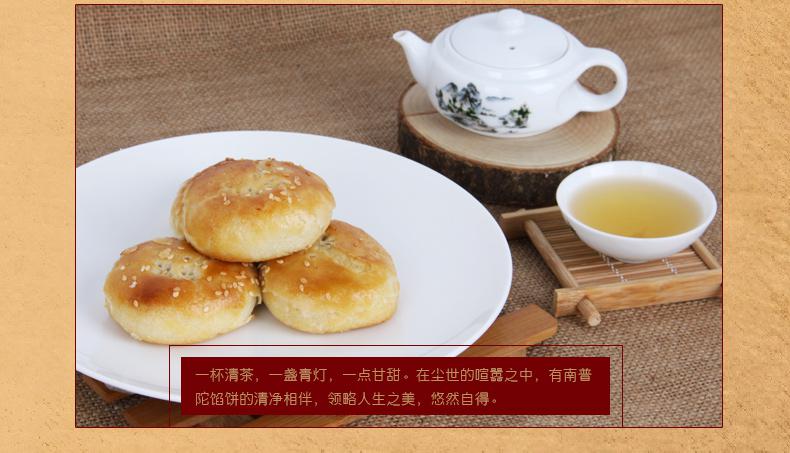 一杯清茶，一盏青灯，一点甘甜。在尘世的喧嚣之中，有南普
陀馅饼的清净相伴，领略人生之美，悠然自得。